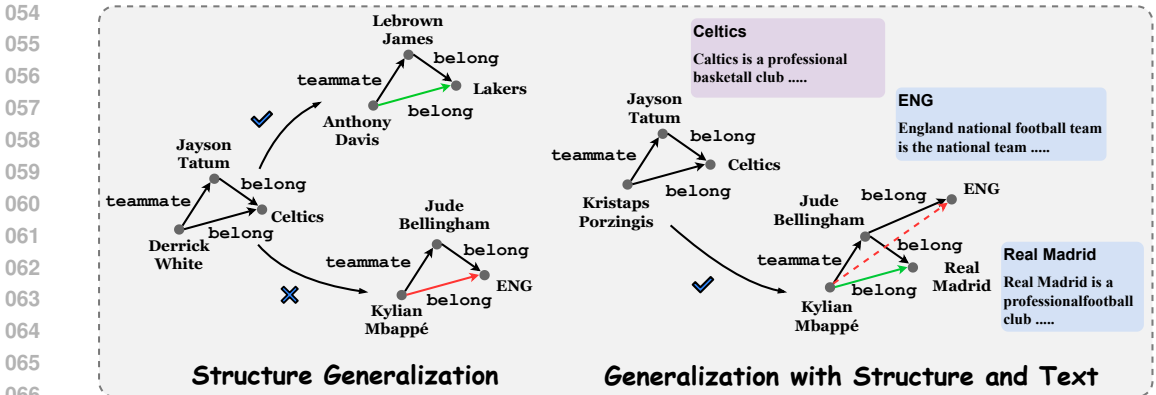 054
055
056
057
058
059
060
061
062
063
064
065
066
Lebrown
James
belong
teammate
Lakers
belong
Anthony
Davis
Jayson
Tatum
belong
teammate
Celtics
belong
Derrick
White
Jude
Bellingham
belong
teammate
ENG
belong
Kylian
Mbappé
Structure Generalization
Celtics
Caltics is a professional
basketall club .....
Jayson
Tatum
belong
teammate
Celtics
belong
Kristaps
Porzingis
ENG
England national football team
is the national team .....
ENG
belong
Jude
Bellingham
belong
teammate
Real
Madrid
belong
Kylian
Mbappé
Real Madrid
Real Madrid is a
professionalfootball
club .....
Generalization with Structure and Text